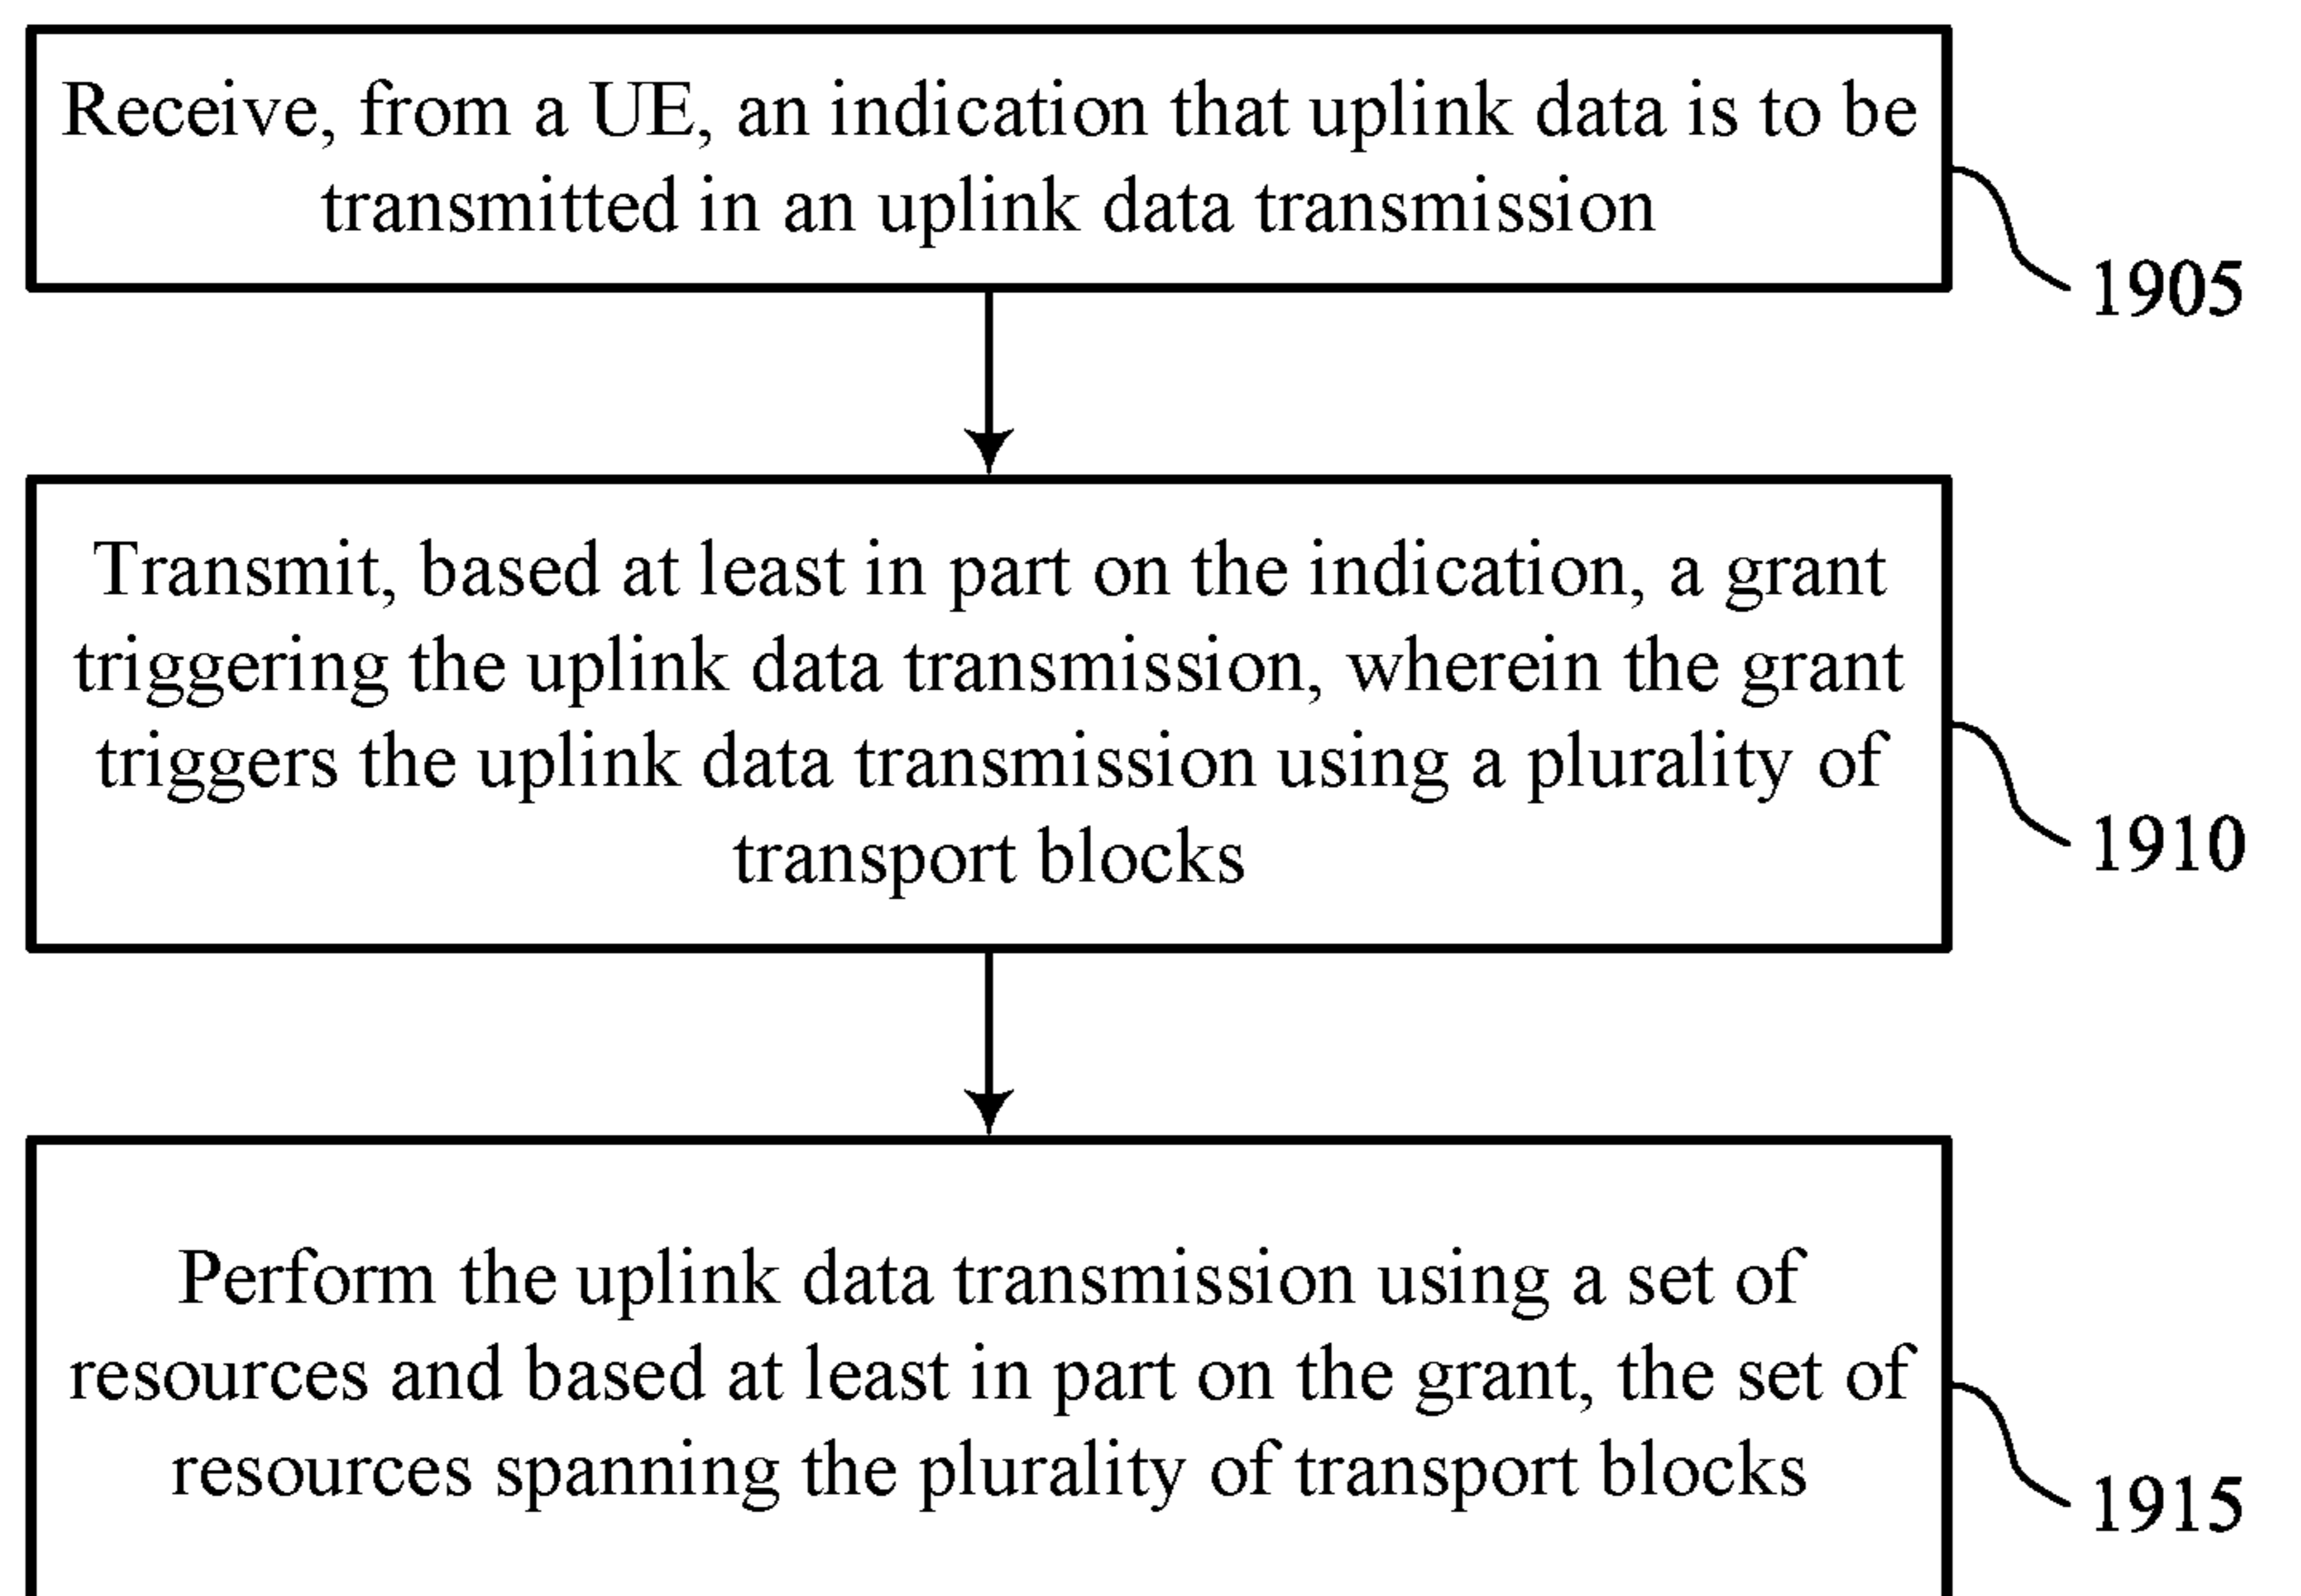 Receive, from a UE, an indication that uplink data is to be
transmitted in an uplink data transmission
1905
Transmit, based at least in part on the indication, a grant
triggering the uplink data transmission, wherein the grant
triggers the uplink data transmission using a plurality of
transport blocks
1910
Perform the uplink data transmission using a set of
resources and based at least in part on the grant, the set of
resources spanning the plurality of transport blocks
1915